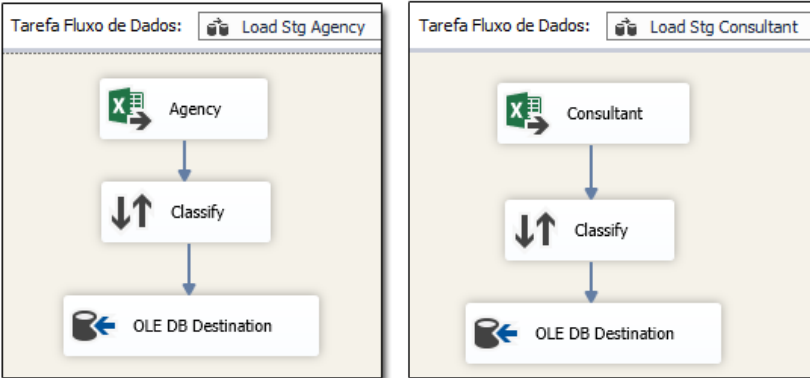 Tarefa Fluxo de Dados: Load Stg Agency
Agency
Classify
OLE DB Destination
Tarefa Fluxo de Dados: Load Stg Consultant
Consultant
Classify
OLE DB Destination